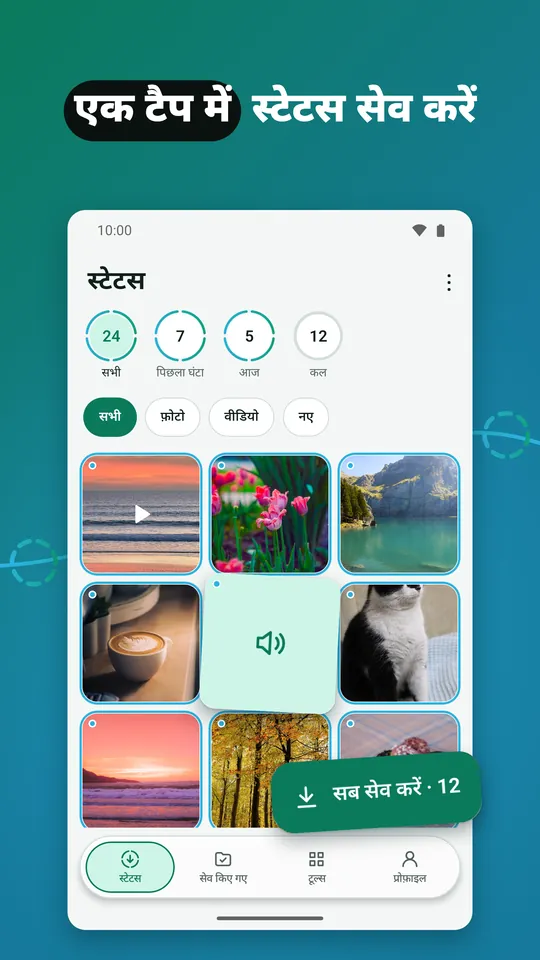 एक टैप में स्टेटस सेव करें
10:00
स्टेटस
24 7 5 12
सभी पिछला घंटा आज कल
सभी फ़ोटो वीडियो नए
सब सेव करें · 12
स्टेटस सेव किए गए टूल्स प्रोफ़ाइल